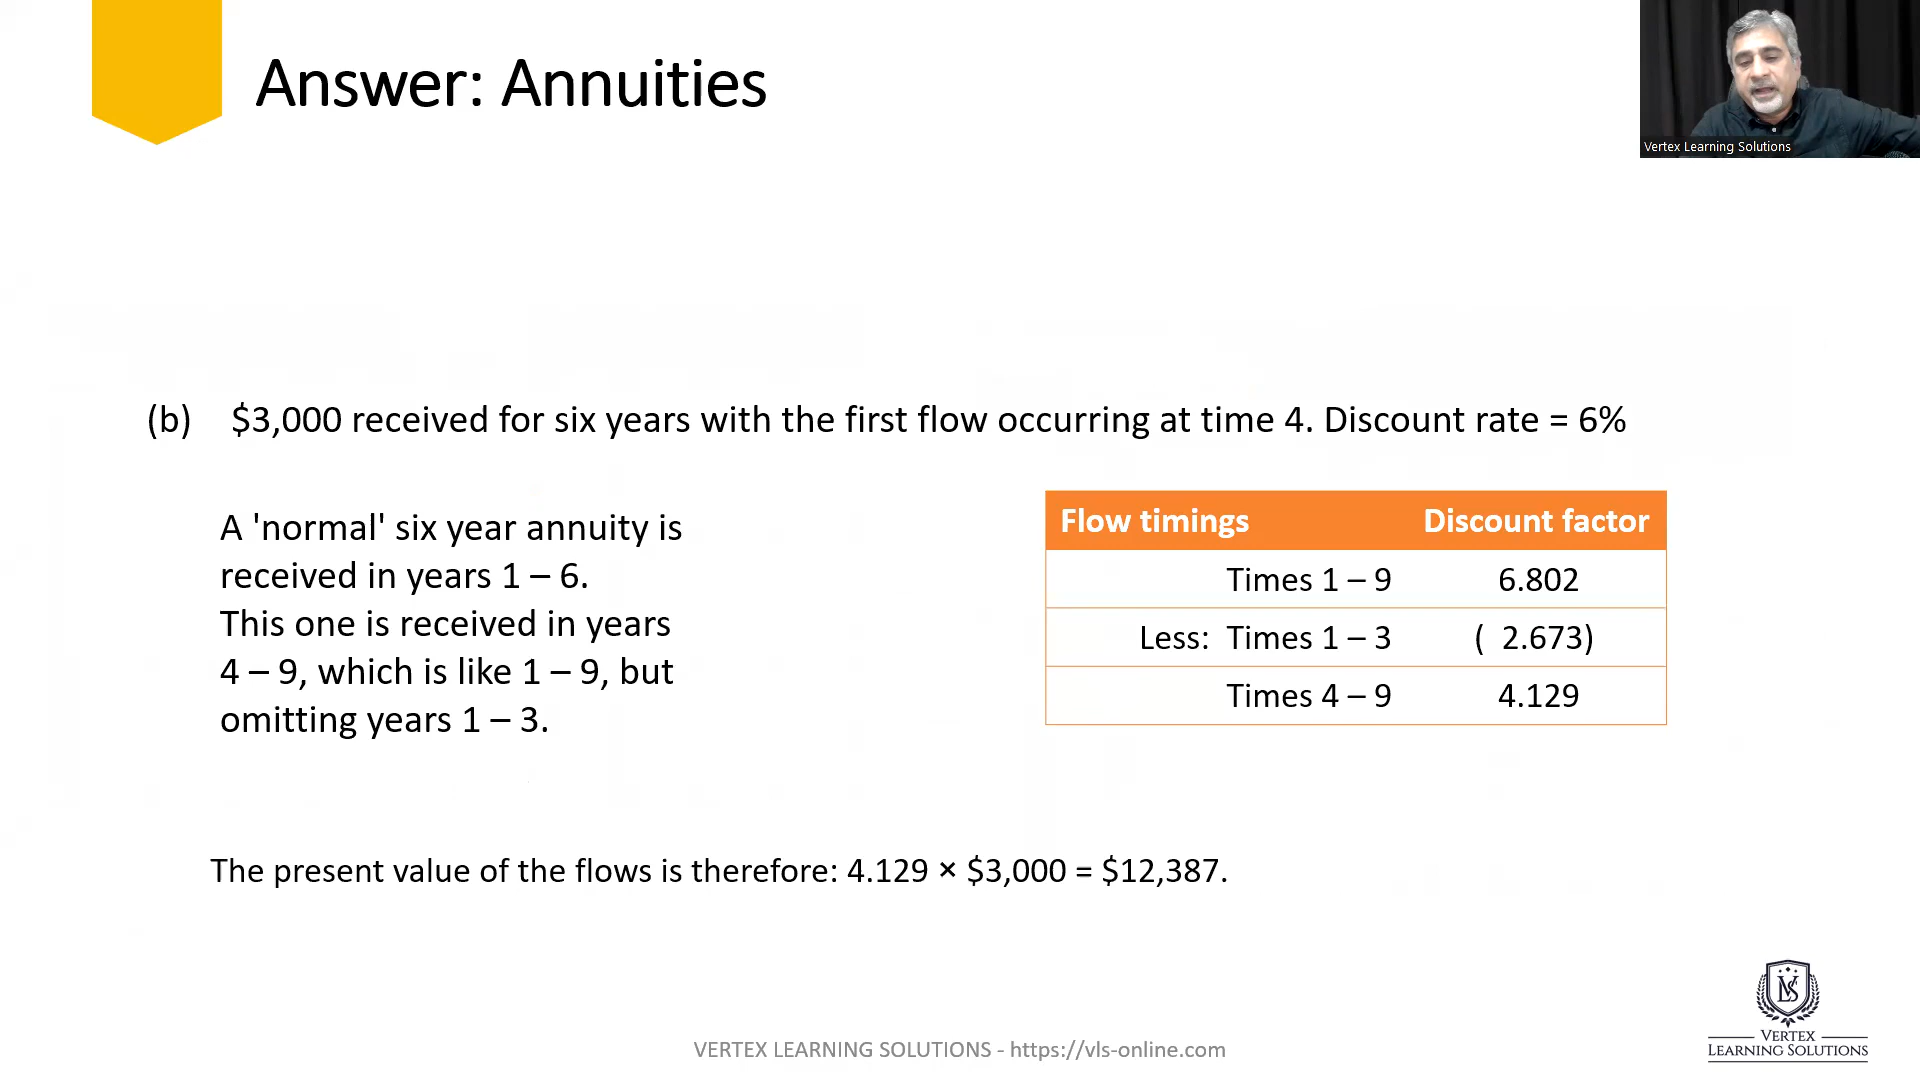 Answer: Annuities
Vertex Learning Solutions
(b) $3,000 received for six years with the first flow occurring at time 4. Discount rate = 6%
A 'normal' six year annuity is
received in years 1 – 6.
This one is received in years
4 – 9, which is like 1 – 9, but
omitting years 1 – 3.
Flow timings Discount factor
Times 1 – 9 6.802
Less: Times 1 – 3 ( 2.673)
Times 4 – 9 4.129
The present value of the flows is therefore: 4.129 × $3,000 = $12,387.
VLS
VERTEX
LEARNING SOLUTIONS
VERTEX LEARNING SOLUTIONS - https://vls-online.com